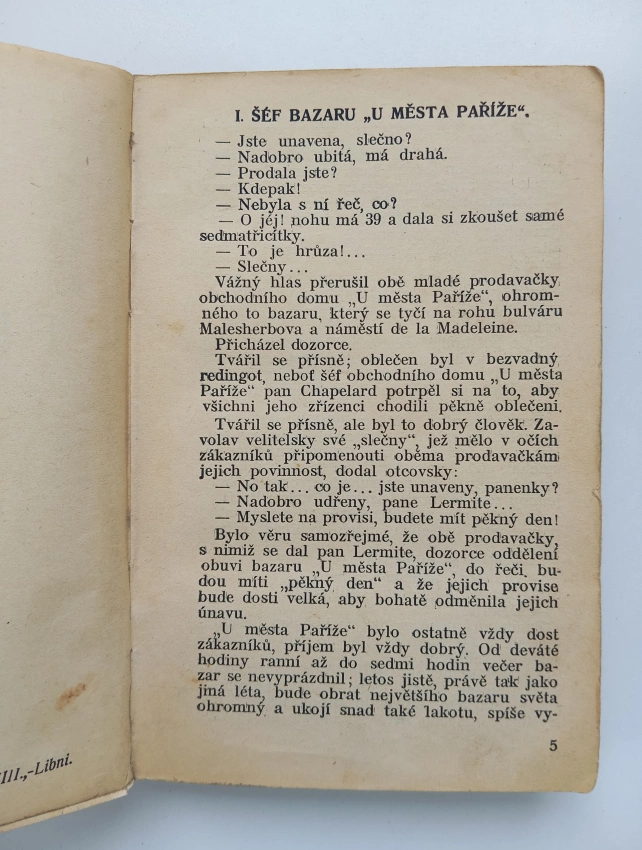 I. ŠÉF BAZARU „U MĚSTA PAŘÍŽE“.
— Jste unavena, slečno?
— Nadobro ubitá, má drahá.
— Prodala jste?
— Kdepak!
— Nebyla s ní řeč, co?
— O jéj! nohu má 39 a dala si zkoušet samé
sedmatřicítky.
— To je hrůza!...
— Slečny...
Vážný hlas přerušil obě mladé prodavačky
obchodního domu „U města Paříže“, ohrom-
ného to bazaru, který se tyčí na rohu bulváru
Malesherbova a náměstí de la Madeleine.
Přicházel dozorce.
Tvářil se přísně; oblečen byl v bezvadný
redingot, neboť šéf obchodního domu „U města
Paříže“ pan Chapelard potrpěl si na to, aby
všichni jeho zřízenci chodili pěkně oblečeni.
Tvářil se přísně, ale byl to dobrý člověk. Za-
volav velitelsky své „slečny“, jež mělo v očích
zákazníků připomenouti oběma prodavačkám
jejich povinnost, dodal otcovsky:
— No tak... co je... jste unaveny, panenky?
— Nadobro udřeny, pane Lermite...
— Myslete na provisi, budete mít pěkný den!
Bylo věru samozřejmé, že obě prodavačky,
s nimiž se dal pan Lermite, dozorce oddělení
obuvi bazaru „U města Paříže“, do řeči, bu-
dou míti „pěkný den“ a že jejich provise
bude dosti velká, aby bohatě odměnila jejich
únavu.
„U města Paříže“ bylo ostatně vždy dost
zákazníků, příjem byl vždy dobrý. Od deváté
hodiny ranní až do sedmi hodin večer ba-
zar se nevyprázdnil; letos jistě, právě tak jako
jiná léta, bude obrat největšího bazaru světa
ohromný a ukojí snad také lakotu, spíše vy-
5
III.,-Libni.